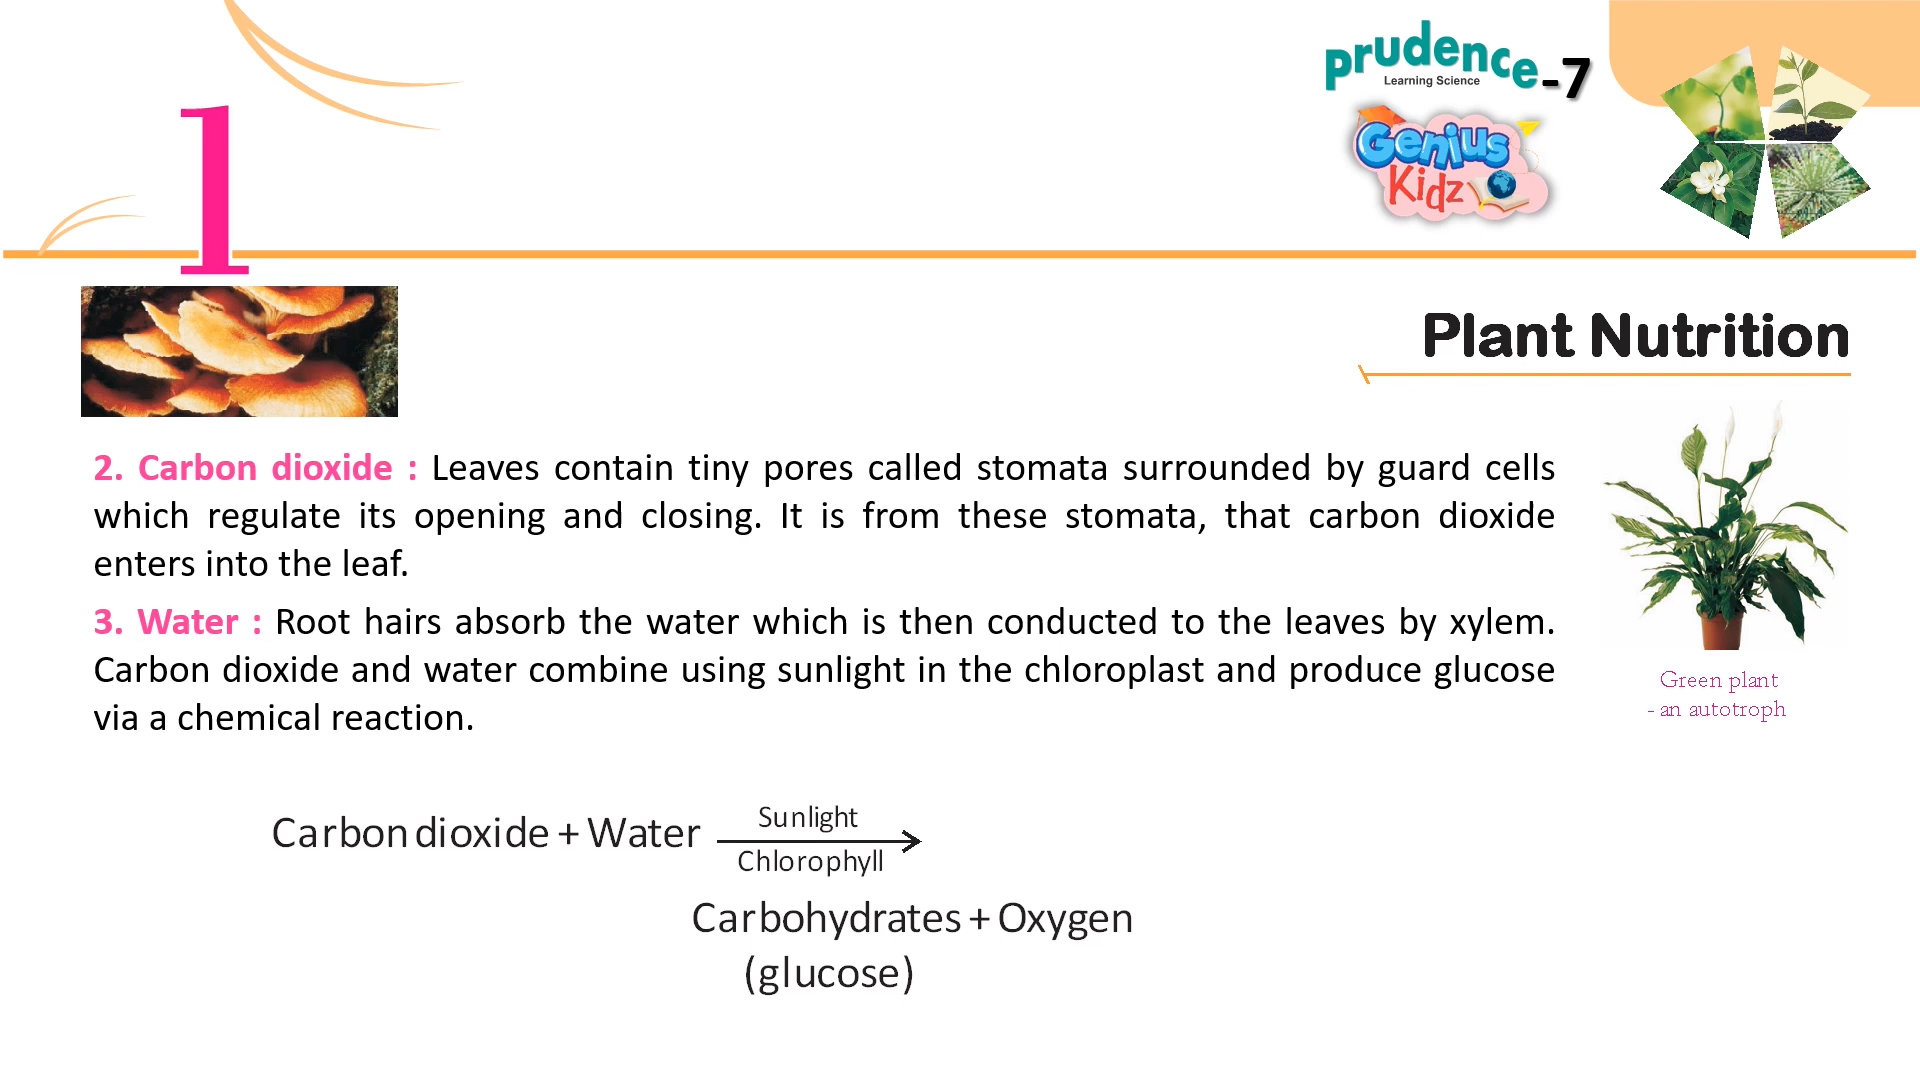 prudence-7
Learning Science
Genius
Kidz
1
Plant Nutrition
2. Carbon dioxide : Leaves contain tiny pores called stomata surrounded by guard cells
which regulate its opening and closing. It is from these stomata, that carbon dioxide
enters into the leaf.
3. Water : Root hairs absorb the water which is then conducted to the leaves by xylem.
Carbon dioxide and water combine using sunlight in the chloroplast and produce glucose
via a chemical reaction.
Green plant
- an autotroph
Carbon dioxide + Water
Sunlight
Chlorophyll
Carbohydrates + Oxygen
(glucose)